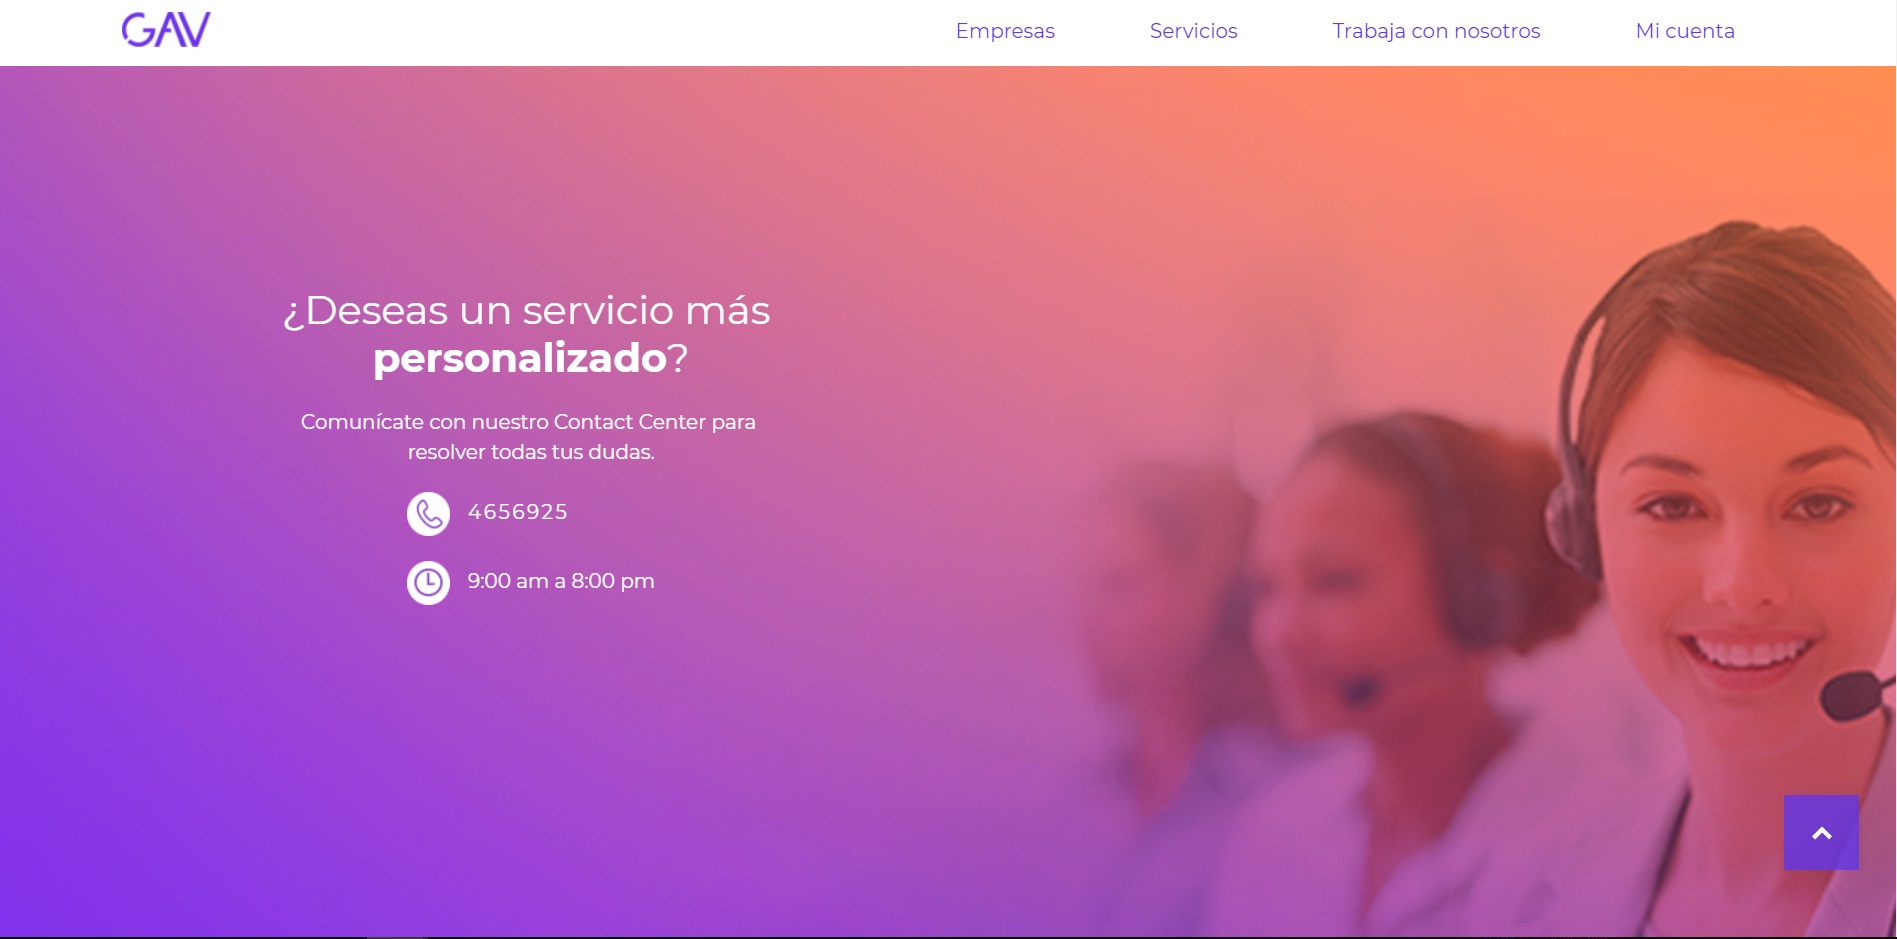 GAV
Empresas
Servicios
Trabaja con nosotros
Mi cuenta
¿Deseas un servicio más
personalizado?
Comunícate con nuestro Contact Center para
resolver todas tus dudas.
4656925
9:00 am a 8:00 pm